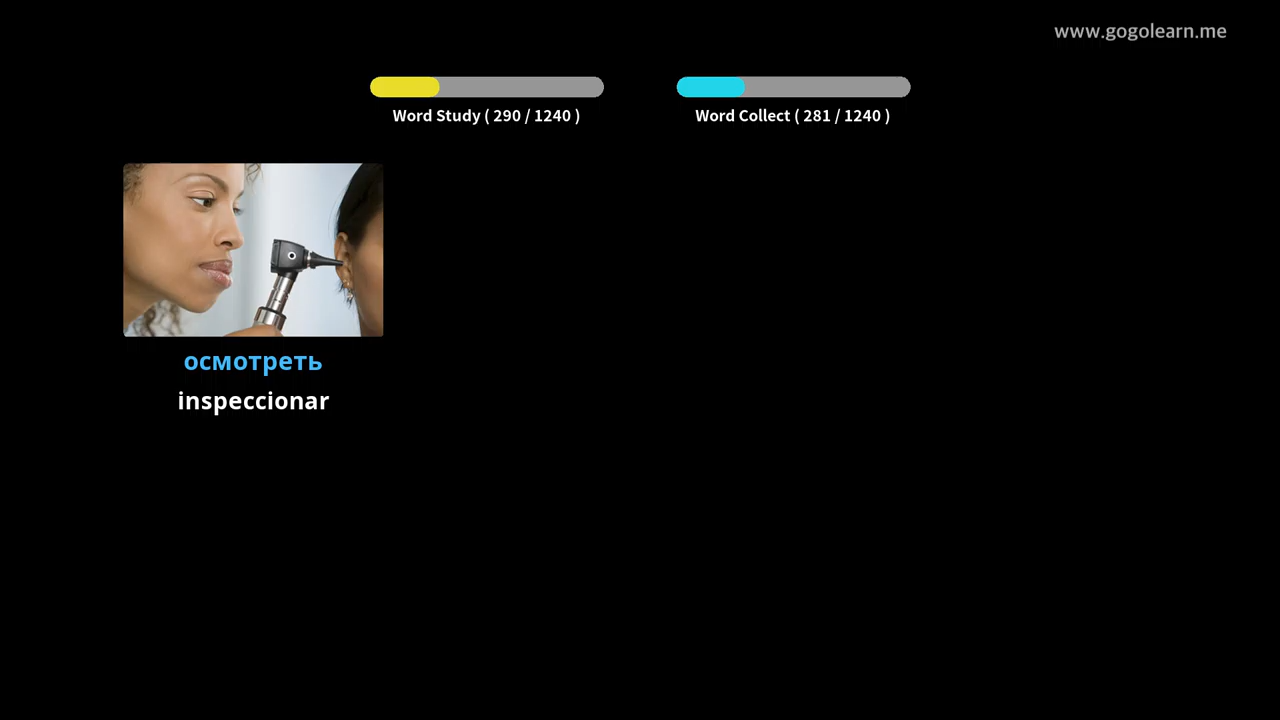 www.gogolearn.me
Word Study ( 290 / 1240 )
Word Collect ( 281 / 1240 )
осмотреть
inspeccionar